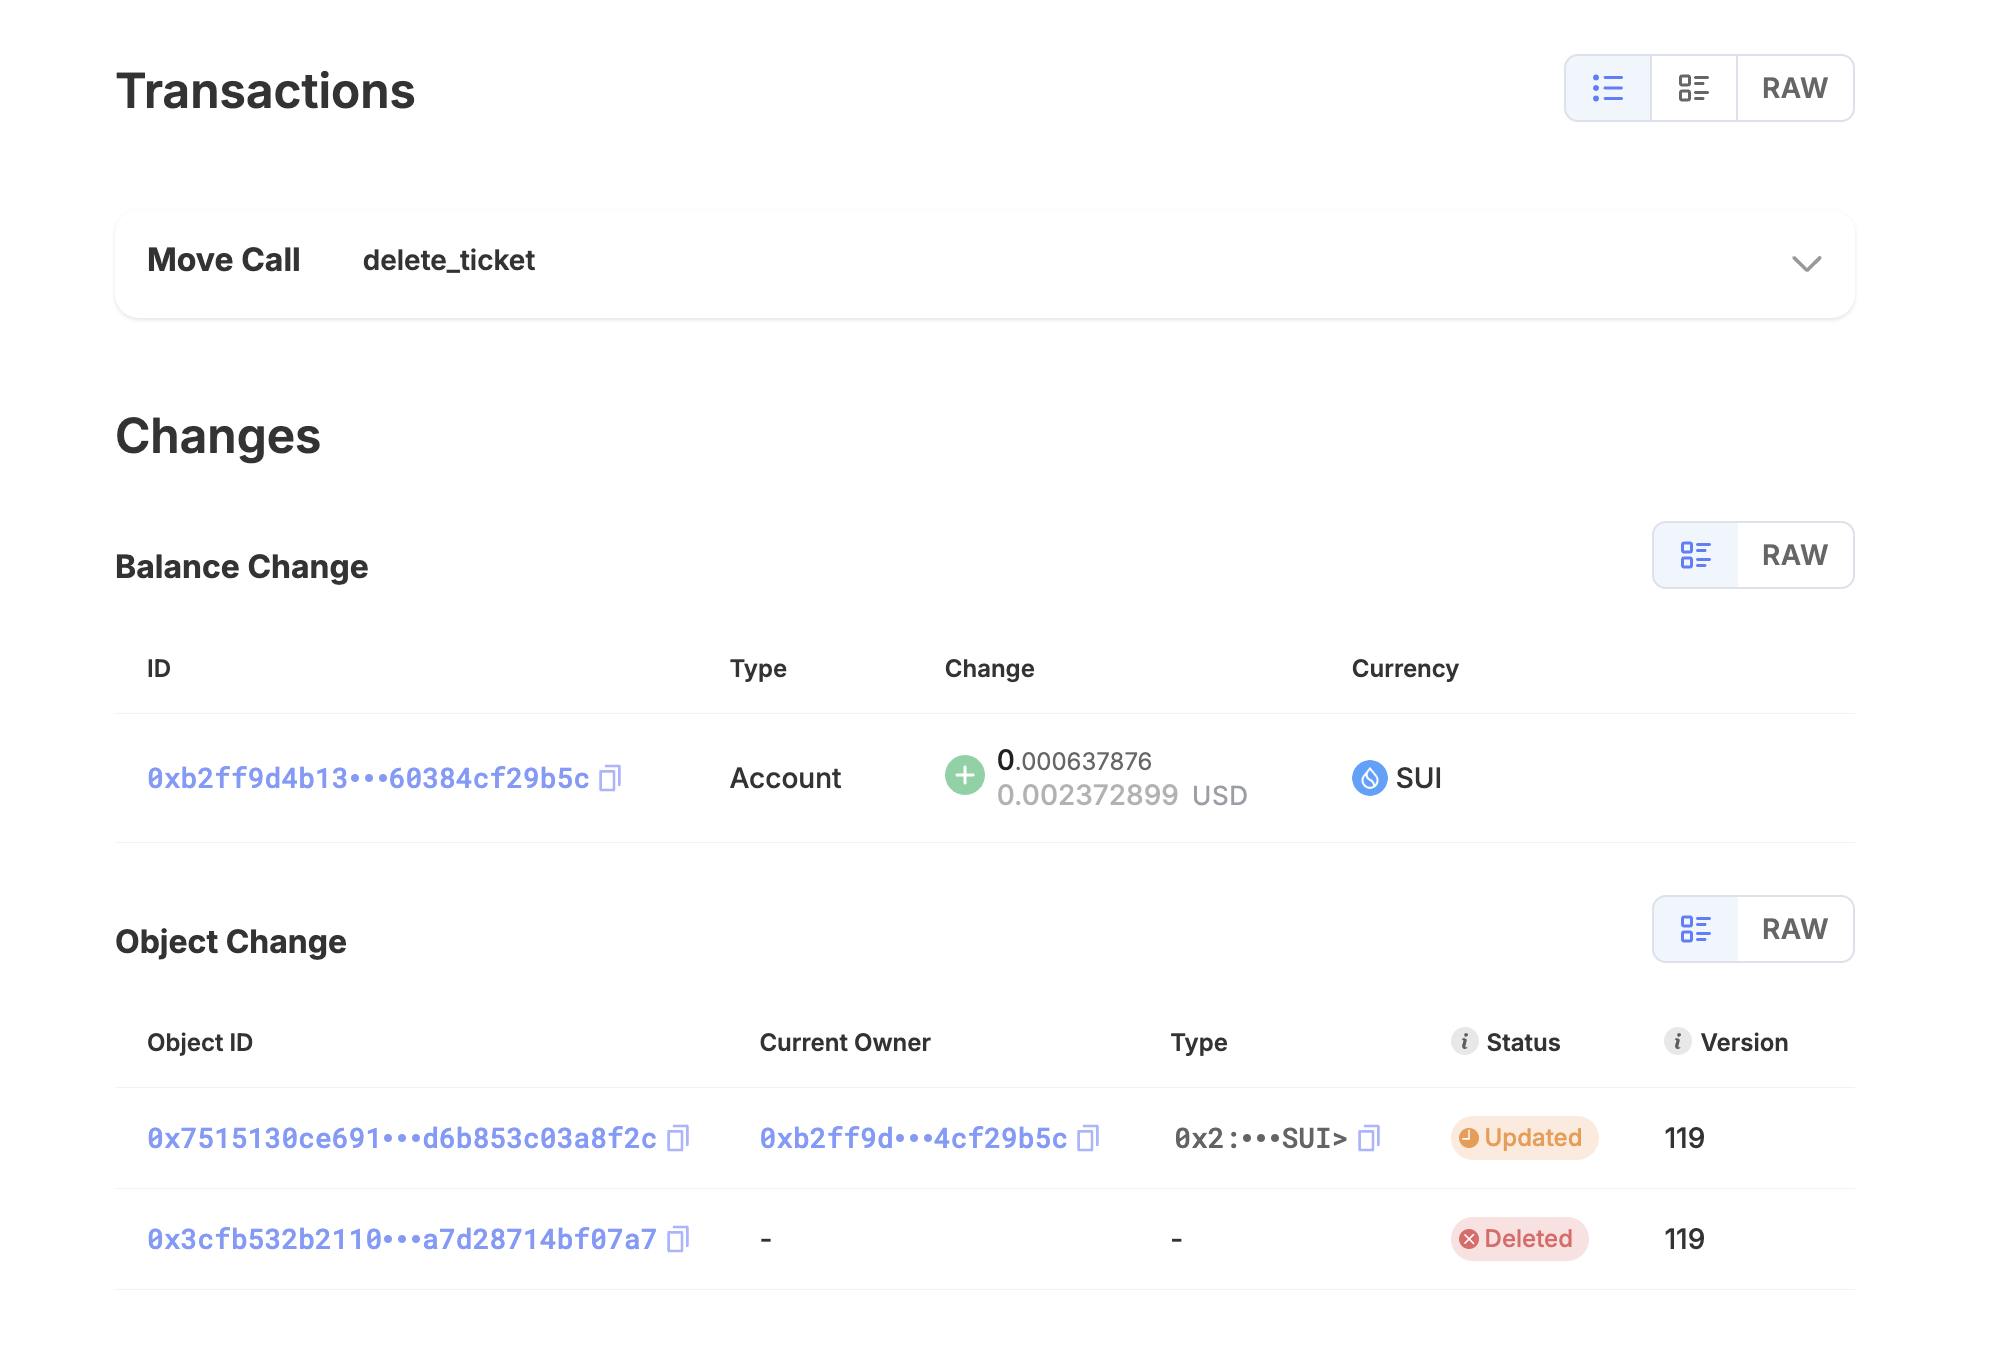 Transactions
RAW
Move Call delete_ticket
Changes
Balance Change
RAW
ID Type Change Currency
0xb2ff9d4b13•••60384cf29b5c Account 0.000637876 SUI
0.002372899 USD
Object Change
RAW
Object ID Current Owner Type i Status i Version
0x7515130ce691•••d6b853c03a8f2c 0xb2ff9d•••4cf29b5c 0x2:•••SUI> Updated 119
0x3cfb532b2110•••a7d28714bf07a7 - - Deleted 119